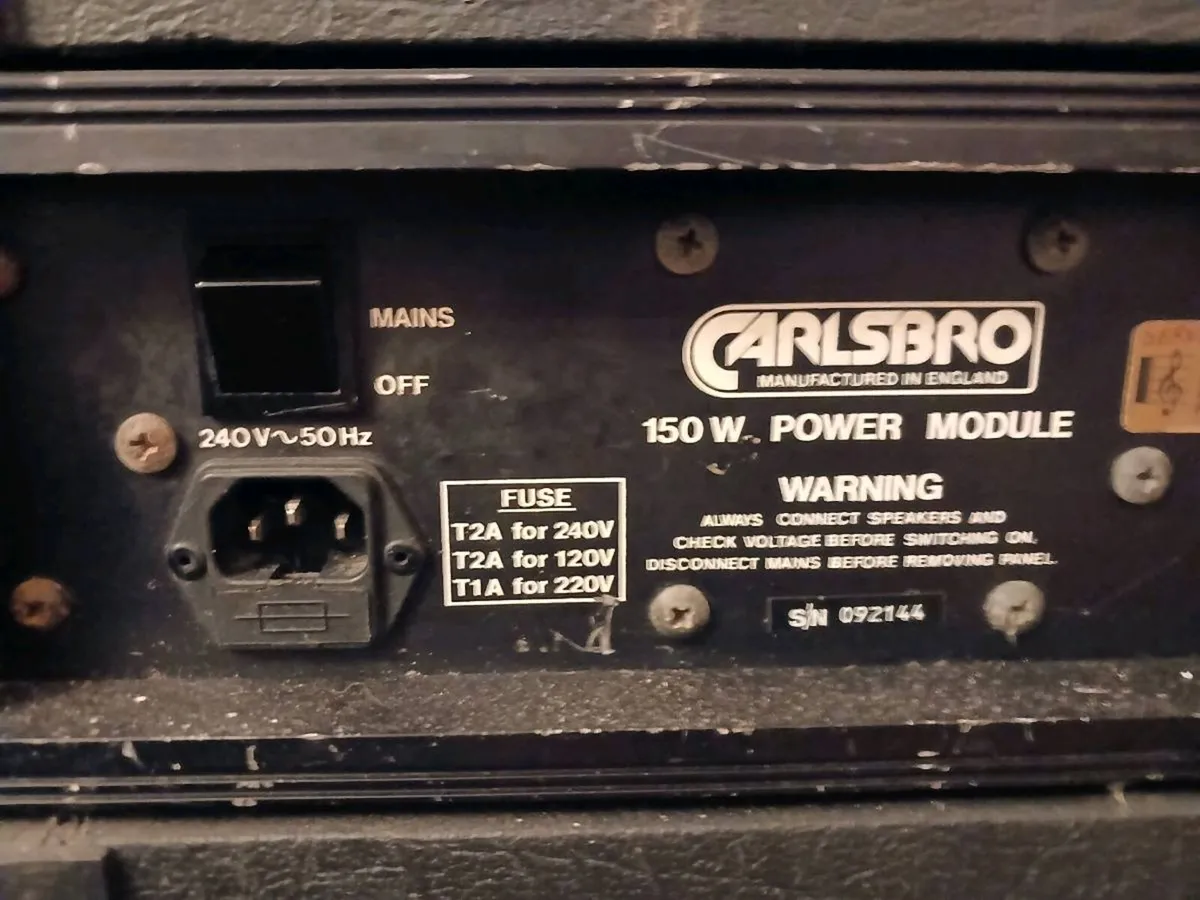 MAINS
OFF
240V~50Hz
FUSE
T2A for 240V
T2A for 120V
T1A for 220V
CARLSBRO
MANUFACTURED IN ENGLAND
150W. POWER MODULE
WARNING
ALWAYS CONNECT SPEAKERS AND
CHECK VOLTAGE BEFORE SWITCHING ON.
DISCONNECT MAINS BEFORE REMOVING PANEL.
S/N 092144